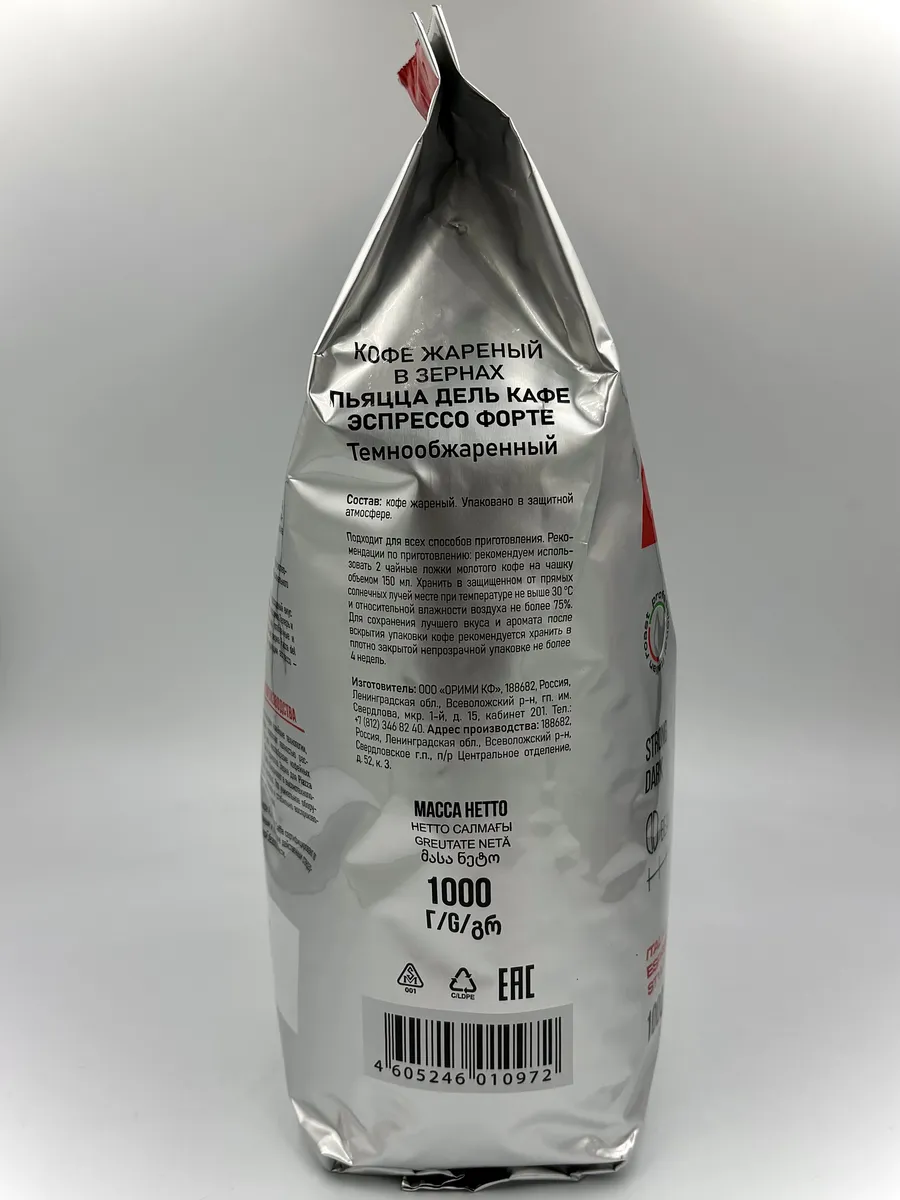 КОФЕ ЖАРЕНЫЙ
В ЗЕРНАХ
ПЬЯЦЦА ДЕЛЬ КАФЕ
ЭСПРЕССО ФОРТЕ
Темнообжаренный
Состав: кофе жареный. Упаковано в защитной
атмосфере.
Подходит для всех способов приготовления. Реко-
мендации по приготовлению: рекомендуем исполь-
зовать 2 чайные ложки молотого кофе на чашку
объемом 150 мл. Хранить в защищенном от прямых
солнечных лучей месте при температуре не выше 30 °С
и относительной влажности воздуха не более 75%.
Для сохранения лучшего вкуса и аромата после
вскрытия упаковки кофе рекомендуется хранить в
плотно закрытой непрозрачной упаковке не более
4 недель.
Изготовитель: ООО «ОРИМИ КФ», 188682, Россия,
Ленинградская обл., Всеволожский р-н, гп. им.
Свердлова, мкр. 1-й, д. 15, кабинет 201. Тел.:
+7 (812) 346 82 40. Адрес производства: 188682,
Россия, Ленинградская обл., Всеволожский р-н,
Свердловское г.п., п/р Центральное отделение,
д. 52, к. 3.
МАССА НЕТТО
НЕТТО САЛМАҒЫ
GREUTATE NETĂ
მასა ნეტო
1000
Г/G/გრ
001
C/LDPE
EAC
4 605246 010972